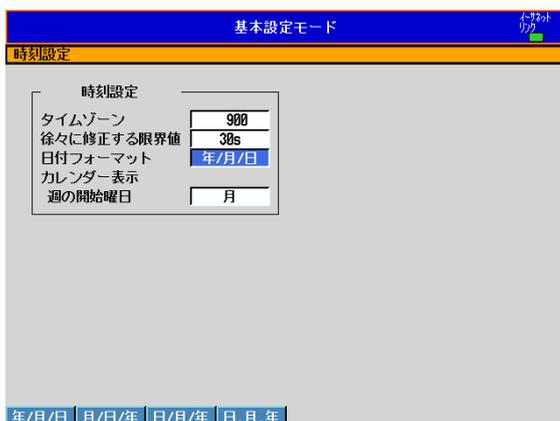 基本設定モード
イーサネット
リンク
時刻設定
時刻設定
タイムゾーン 900
徐々に修正する限界値 30s
日付フォーマット 年/月/日
カレンダー表示
週の開始曜日 月
年/月/日 月/日/年 日/月/年 日.月.年